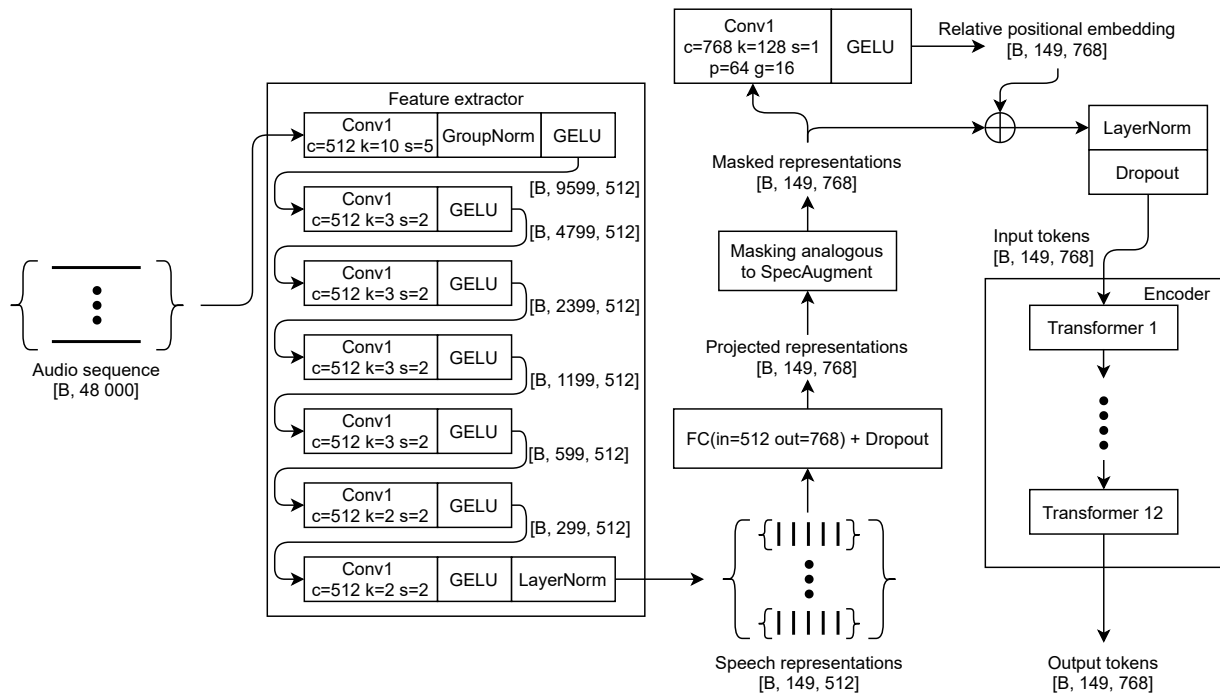 Audio sequence
[B, 48 000]
Feature extractor
Conv1
c=512 k=10 s=5
GroupNorm
GELU
[B, 9599, 512]
Conv1
c=512 k=3 s=2
GELU
[B, 4799, 512]
Conv1
c=512 k=3 s=2
GELU
[B, 2399, 512]
Conv1
c=512 k=3 s=2
GELU
[B, 1199, 512]
Conv1
c=512 k=3 s=2
GELU
[B, 599, 512]
Conv1
c=512 k=2 s=2
GELU
[B, 299, 512]
Conv1
c=512 k=2 s=2
GELU
LayerNorm
Speech representations
[B, 149, 512]
FC(in=512 out=768) + Dropout
Projected representations
[B, 149, 768]
Masking analogous
to SpecAugment
Masked representations
[B, 149, 768]
Conv1
c=768 k=128 s=1
p=64 g=16
GELU
Relative positional embedding
[B, 149, 768]
LayerNorm
Dropout
Input tokens
[B, 149, 768]
Encoder
Transformer 1
Transformer 12
Output tokens
[B, 149, 768]